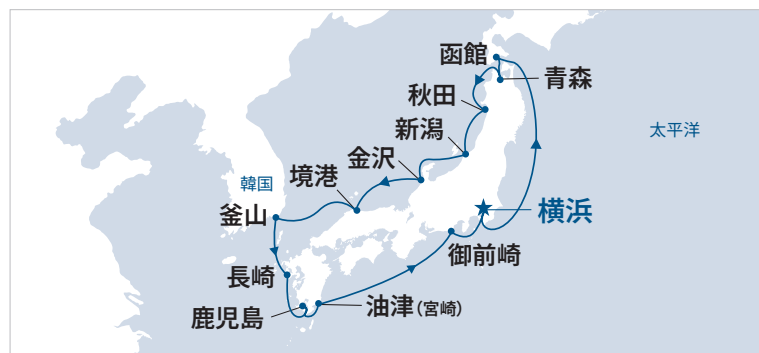 函館
青森
秋田
太平洋
新潟
金沢
境港
韓国
釜山
横浜
御前崎
長崎
油津(宮崎)
鹿児島